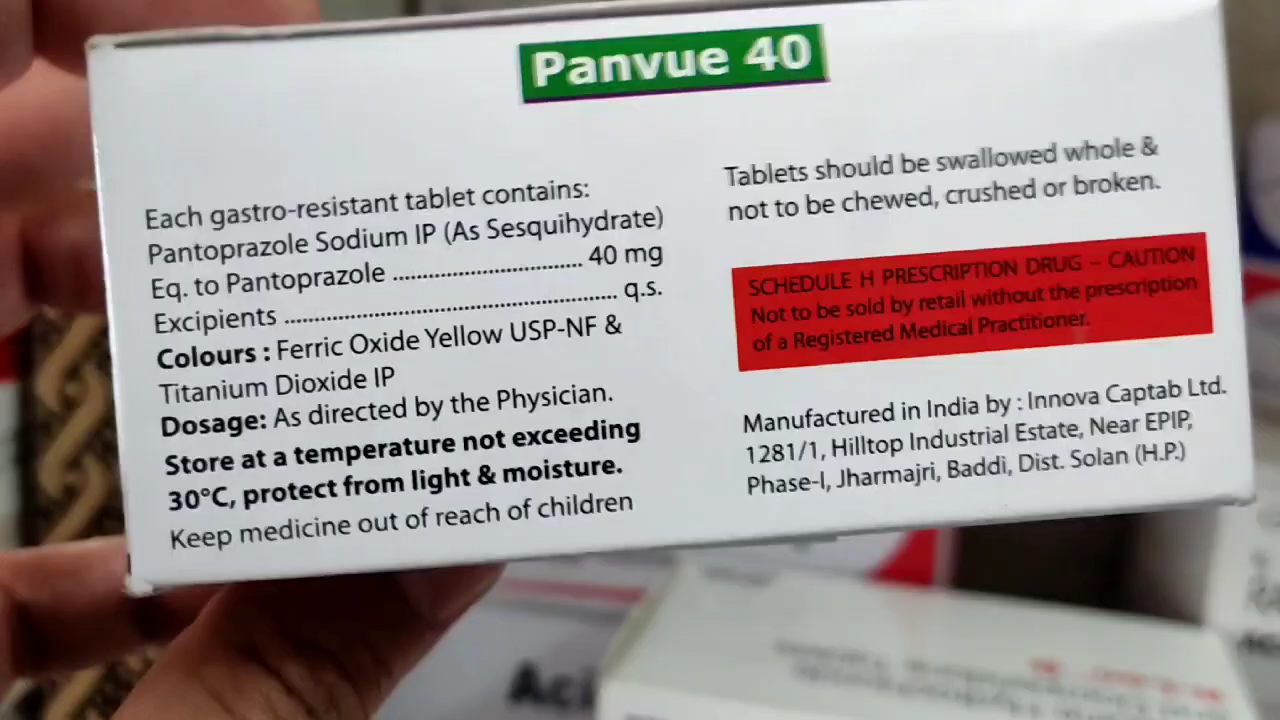 Panvue 40
Each gastro-resistant tablet contains:
Pantoprazole Sodium IP (As Sesquihydrate)
Eq. to Pantoprazole ................................. 40 mg
Excipients ........................................................ q.s.
Colours : Ferric Oxide Yellow USP-NF &
Titanium Dioxide IP
Dosage: As directed by the Physician.
Store at a temperature not exceeding
30°C, protect from light & moisture.
Keep medicine out of reach of children
Tablets should be swallowed whole &
not to be chewed, crushed or broken.
SCHEDULE H PRESCRIPTION DRUG – CAUTION
Not to be sold by retail without the prescription
of a Registered Medical Practitioner.
Manufactured in India by : Innova Captab Ltd.
1281/1, Hilltop Industrial Estate, Near EPIP,
Phase-I, Jharmajri, Baddi, Dist. Solan (H.P.)